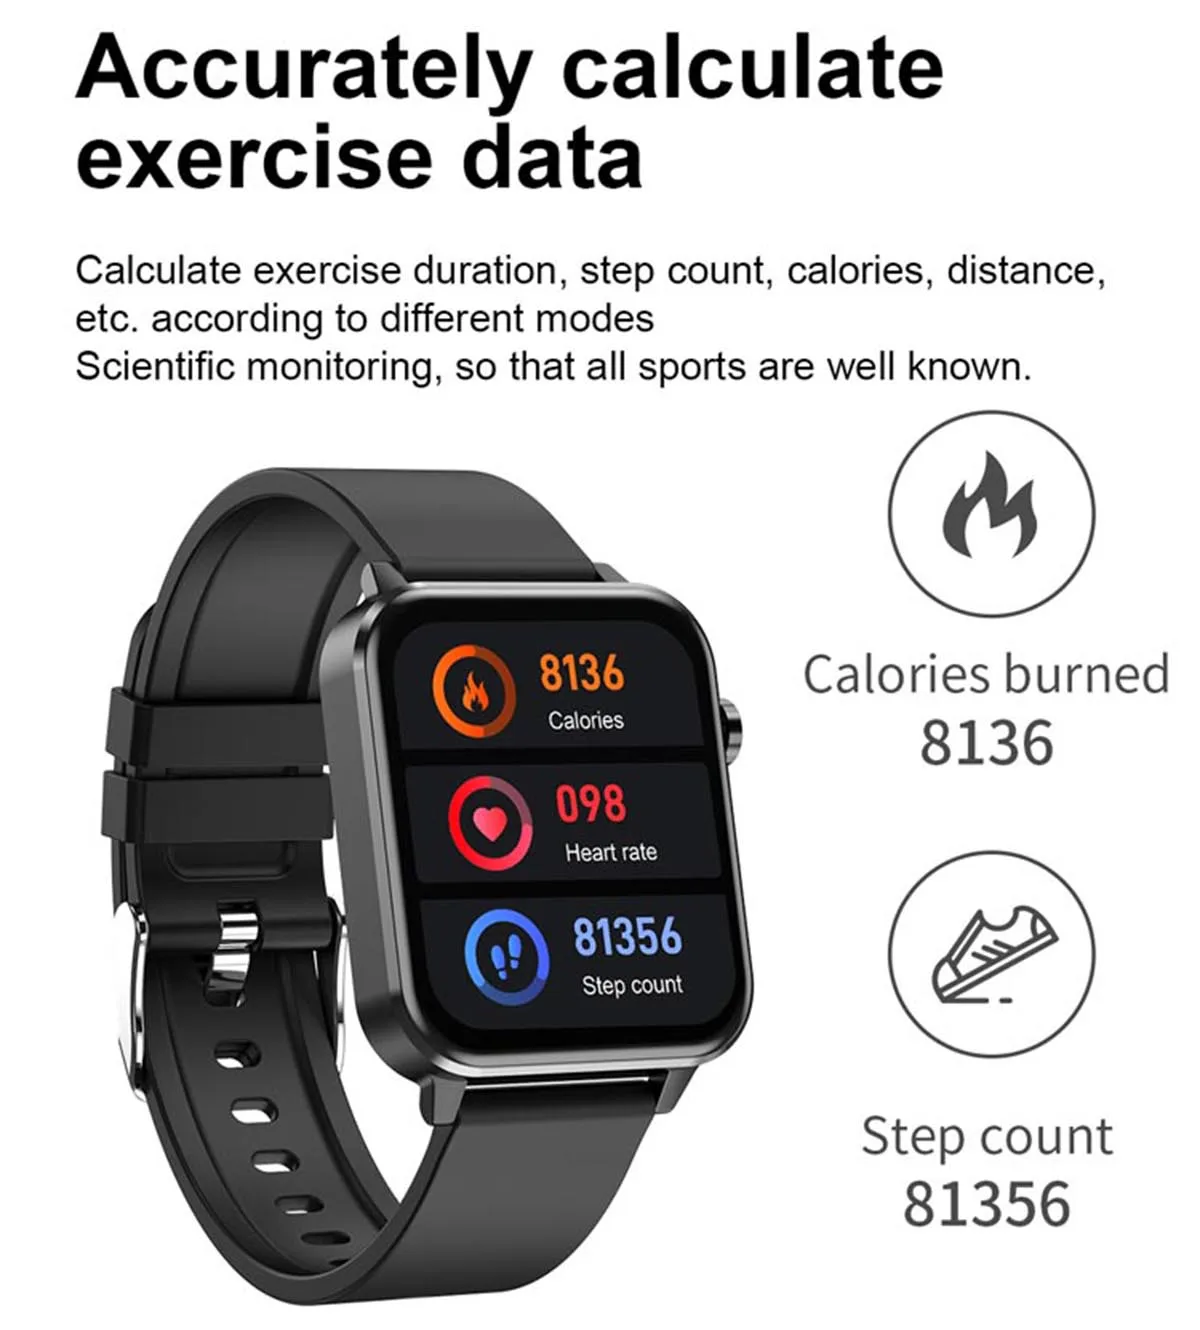 Accurately calculate
exercise data
Calculate exercise duration, step count, calories, distance,
etc. according to different modes
Scientific monitoring, so that all sports are well known.
8136
Calories
098
Heart rate
81356
Step count
Calories burned
8136
Step count
81356